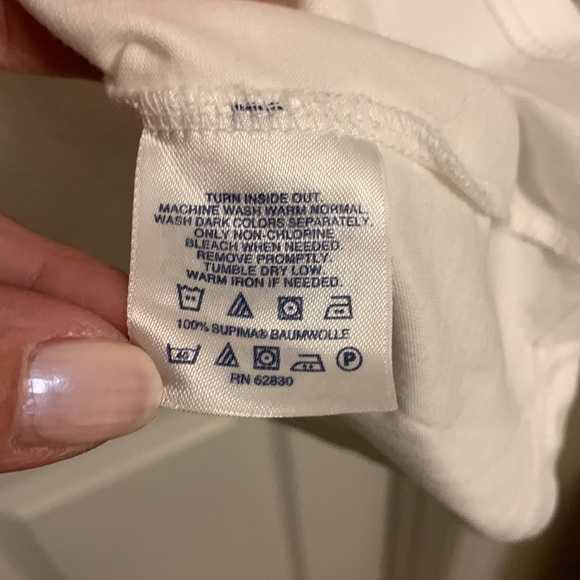 TURN INSIDE OUT.
MACHINE WASH WARM NORMAL.
WASH DARK COLORS SEPARATELY.
ONLY NON-CHLORINE
BLEACH WHEN NEEDED.
REMOVE PROMPTLY.
TUMBLE DRY LOW.
WARM IRON IF NEEDED.
100% SUPIMA® BAUMWOLLE
40 P
RN 62830